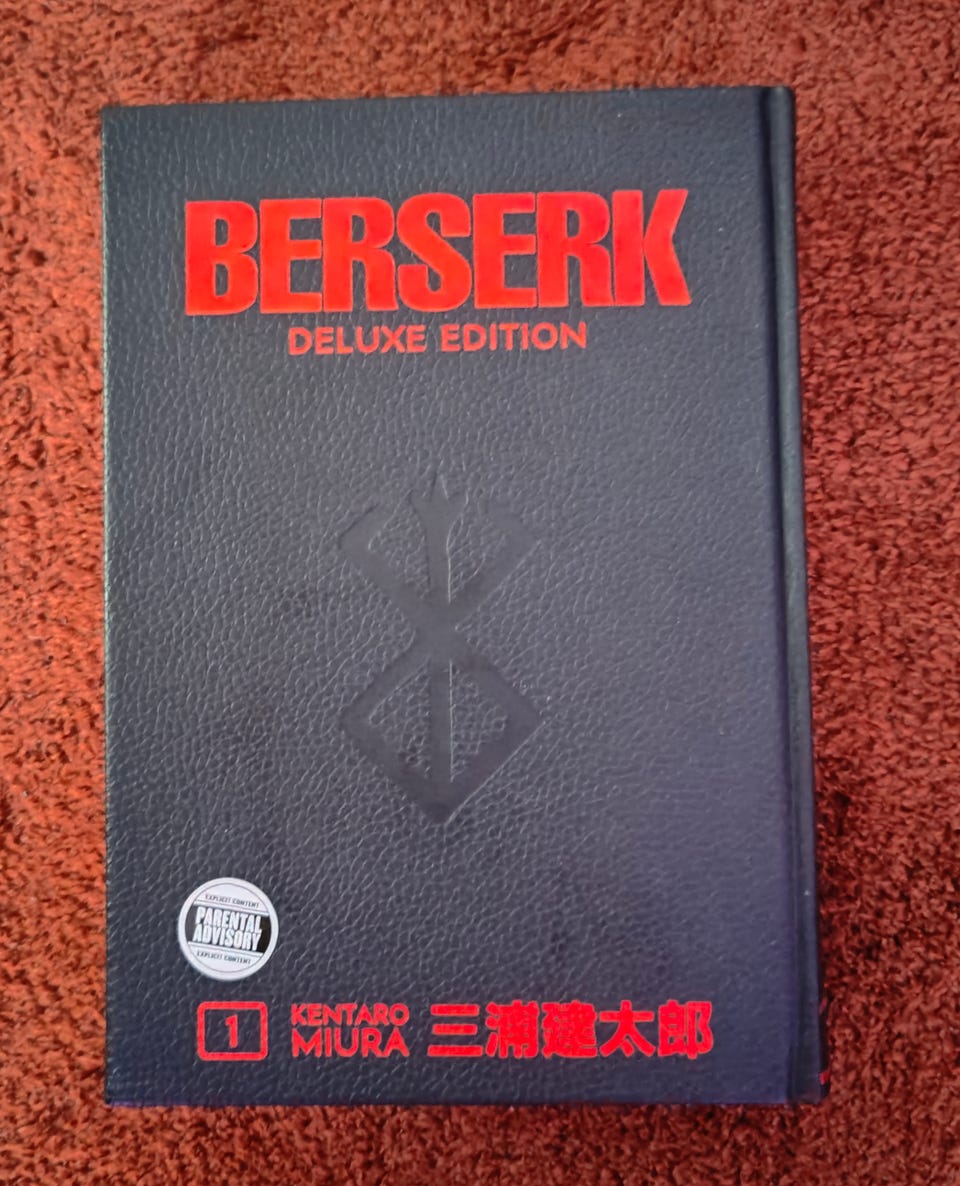 BERSERK
DELUXE EDITION
EXPLICIT CONTENT
PARENTAL
ADVISORY
EXPLICIT CONTENT
1
KENTARO
MIURA
三浦建太郎